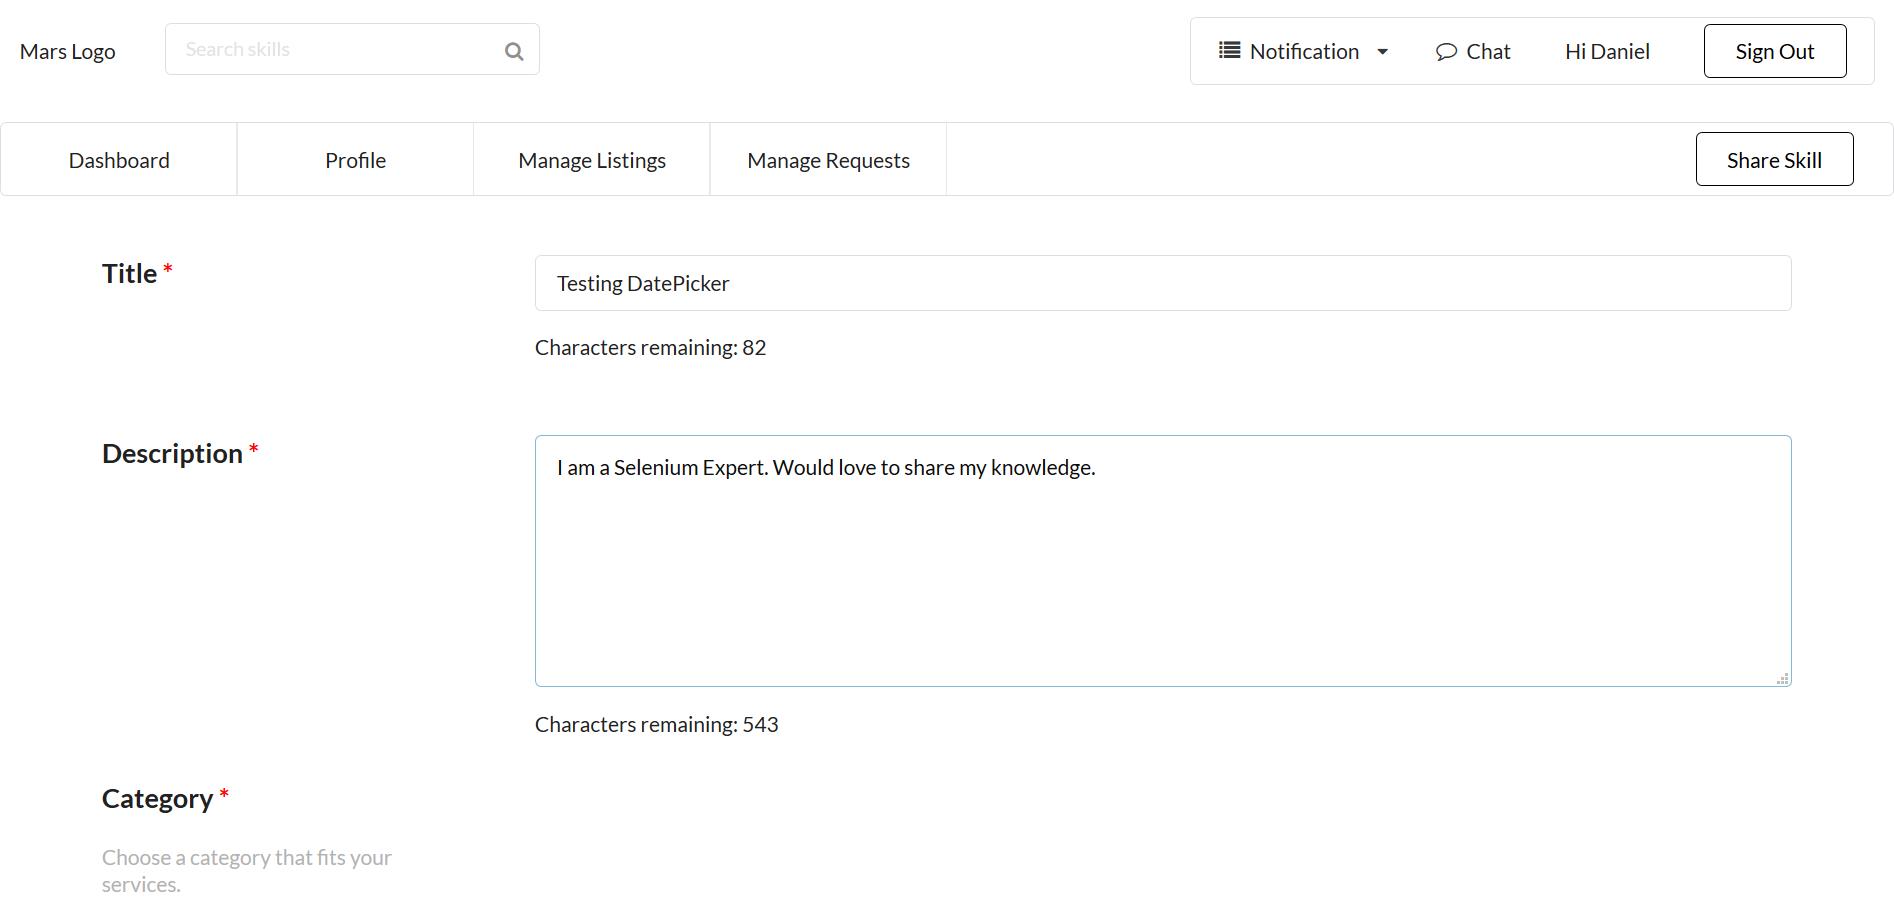 Mars Logo
Search skills
Notification
Chat
Hi Daniel
Sign Out
Dashboard
Profile
Manage Listings
Manage Requests
Share Skill
Title *
Testing DatePicker
Characters remaining: 82
Description *
I am a Selenium Expert. Would love to share my knowledge.
Characters remaining: 543
Category *
Choose a category that fits your
services.